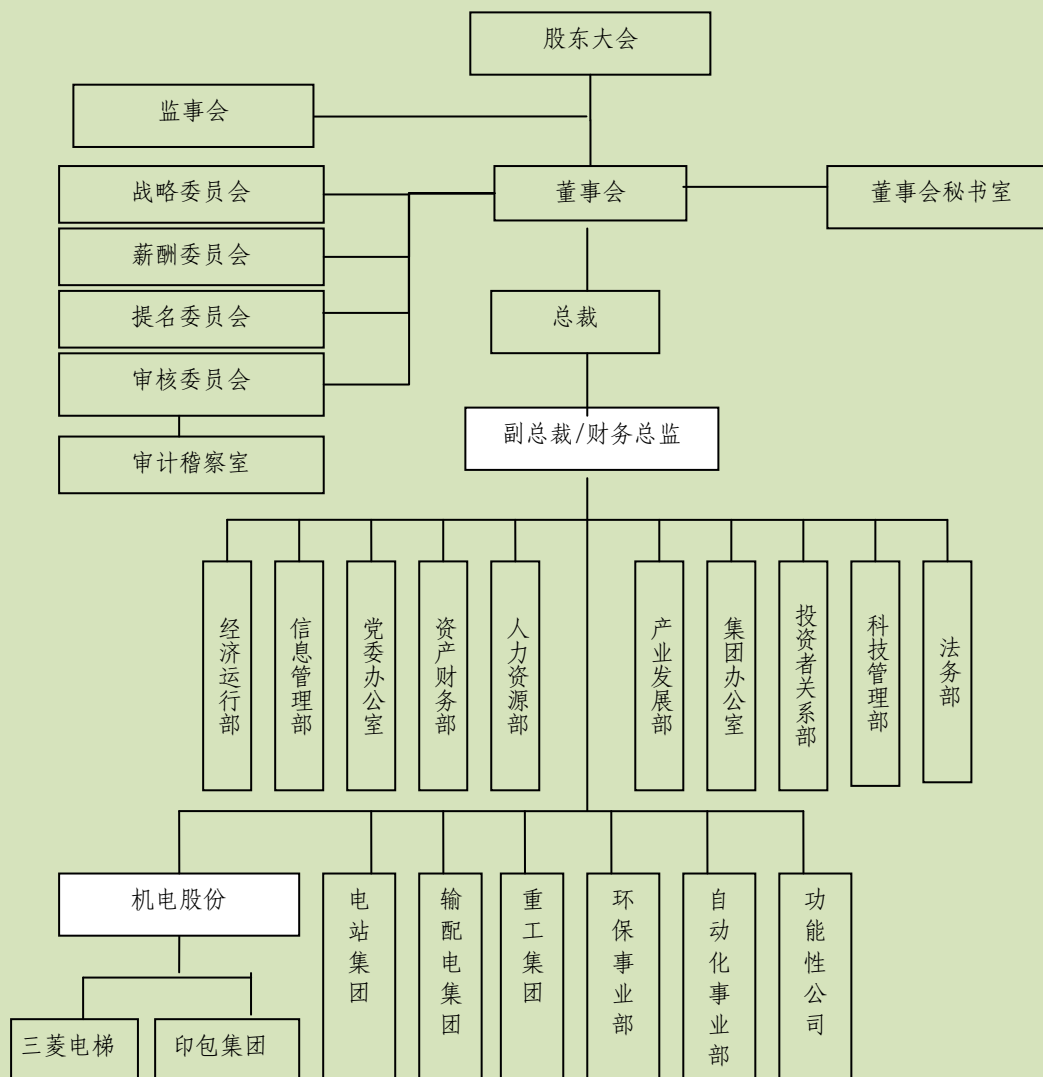 股东大会
监事会
战略委员会
董事会
董事会秘书室
薪酬委员会
提名委员会
总裁
审核委员会
副总裁/财务总监
审计稽察室
经济运行部
信息管理部
党委办公室
资产财务部
人力资源部
产业发展部
集团办公室
投资者关系部
科技管理部
法务部
机电股份
电站集团
输配电集团
重工集团
环保事业部
自动化事业部
功能性公司
三菱电梯
印包集团